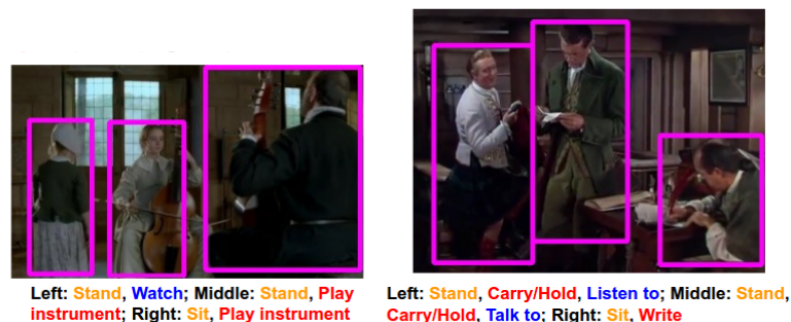 Left: Stand, Watch; Middle: Stand, Play
instrument; Right: Sit, Play instrument
Left: Stand, Carry/Hold, Listen to; Middle: Stand,
Carry/Hold, Talk to; Right: Sit, Write